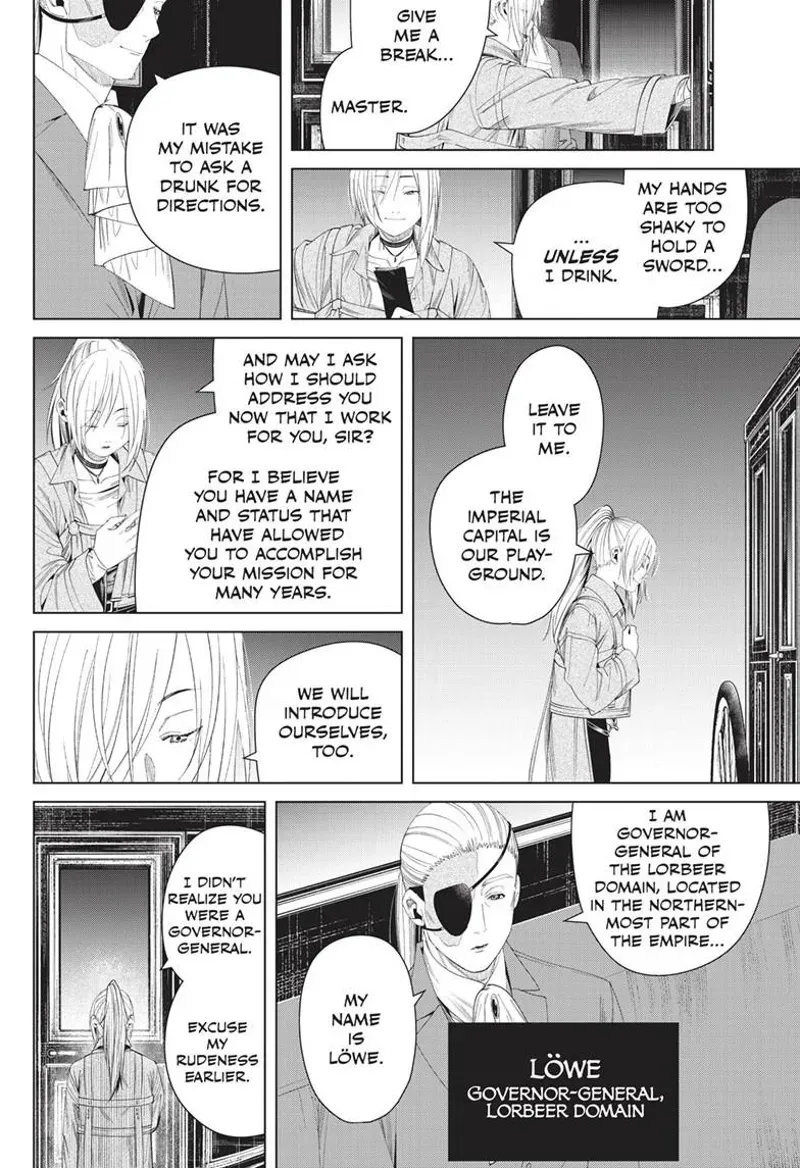 GIVE
ME A
BREAK...
MASTER.
IT WAS
MY MISTAKE
TO ASK A
DRUNK FOR
DIRECTIONS.
MY HANDS
ARE TOO
SHAKY TO
HOLD A
SWORD...
...
UNLESS
I DRINK.
LEAVE
IT TO
ME.
THE
IMPERIAL
CAPITAL IS
OUR PLAY-
GROUND.
AND MAY I ASK
HOW I SHOULD
ADDRESS YOU
NOW THAT I WORK
FOR YOU, SIR?
FOR I BELIEVE
YOU HAVE A NAME
AND STATUS THAT
HAVE ALLOWED
YOU TO ACCOMPLISH
YOUR MISSION FOR
MANY YEARS.
WE WILL
INTRODUCE
OURSELVES,
TOO.
I AM
GOVERNOR-
GENERAL OF
THE LORBEER
DOMAIN, LOCATED
IN THE NORTHERN-
MOST PART OF
THE EMPIRE...
MY
NAME
IS
LÖWE.
LÖWE
GOVERNOR-GENERAL,
LORBEER DOMAIN
I DIDN'T
REALIZE YOU
WERE A
GOVERNOR-
GENERAL.
EXCUSE
MY
RUDENESS
EARLIER.